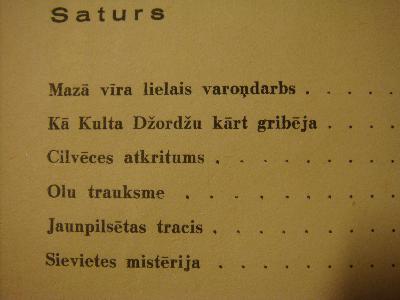 Saturs
Mazā vīra lielais varoņdarbs . . . .
Kā Kulta Džordžu kārt gribēja . . . .
Cilvēces atkritums . . . . . . . .
Olu trauksme . . . . . . . . .
Jaunpilsētas tracis . . . . . . . .
Sievietes mistērija . . . . . . . .